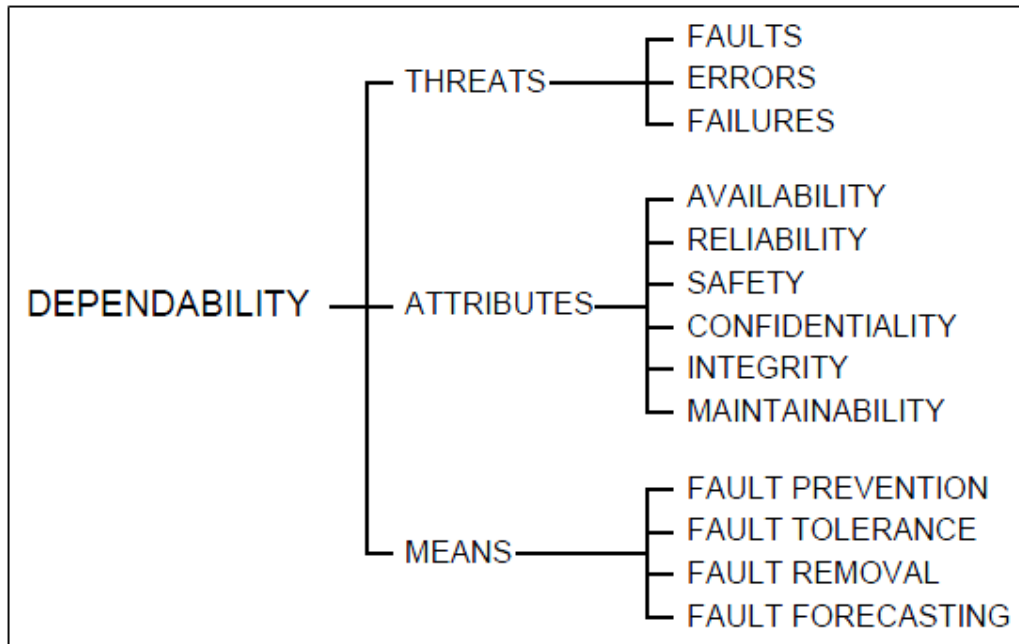 DEPENDABILITY
THREATS
FAULTS
ERRORS
FAILURES
ATTRIBUTES
AVAILABILITY
RELIABILITY
SAFETY
CONFIDENTIALITY
INTEGRITY
MAINTAINABILITY
MEANS
FAULT PREVENTION
FAULT TOLERANCE
FAULT REMOVAL
FAULT FORECASTING